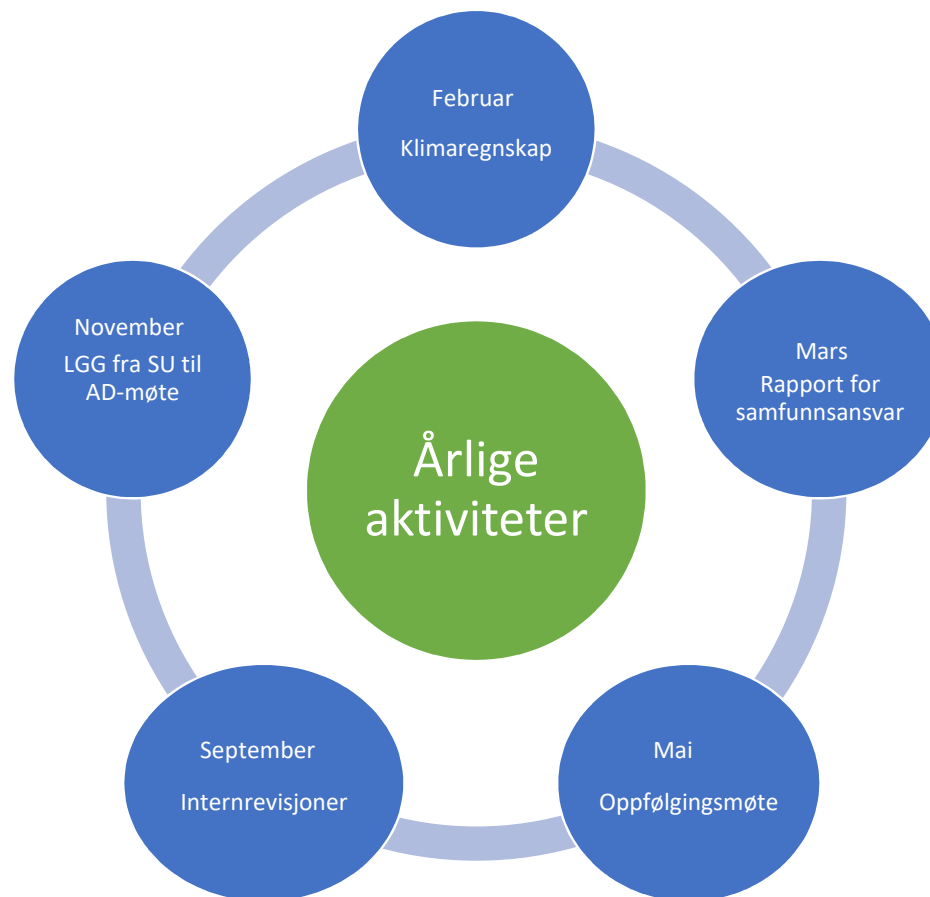 Februar
Klimaregnskap
November
LGG fra SU til
AD-møte
Mars
Rapport for
samfunnsansvar
Årlige
aktiviteter
September
Internrevisjoner
Mai
Oppfølgingsmøte